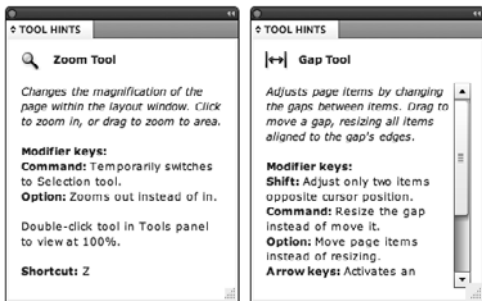 TOOL HINTS
Zoom Tool
Changes the magnification of the
page within the layout window. Click
to zoom in, or drag to zoom to area.
Modifier keys:
Command: Temporarily switches
to Selection tool.
Option: Zooms out instead of in.
Double-click tool in Tools panel
to view at 100%.
Shortcut: Z
TOOL HINTS
Gap Tool
Adjusts page items by changing
the gaps between items. Drag to
move a gap, resizing all items
aligned to the gap's edges.
Modifier keys:
Shift: Adjust only two items
opposite cursor position.
Command: Resize the gap
instead of move it.
Option: Move page items
instead of resizing.
Arrow keys: Activates an